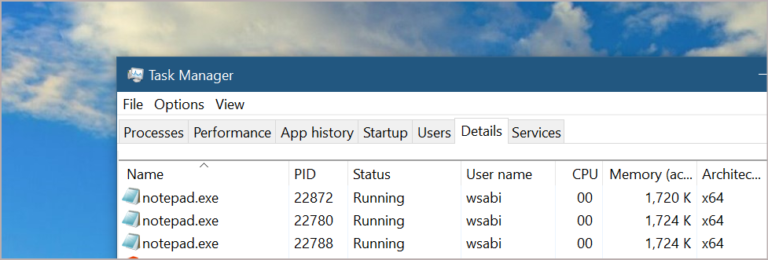 Task Manager
File Options View
Processes Performance App history Startup Users Details Services
Name PID Status User name CPU Memory (ac... Architec...
notepad.exe 22872 Running wsabi 00 1,720 K x64
notepad.exe 22780 Running wsabi 00 1,724 K x64
notepad.exe 22788 Running wsabi 00 1,724 K x64